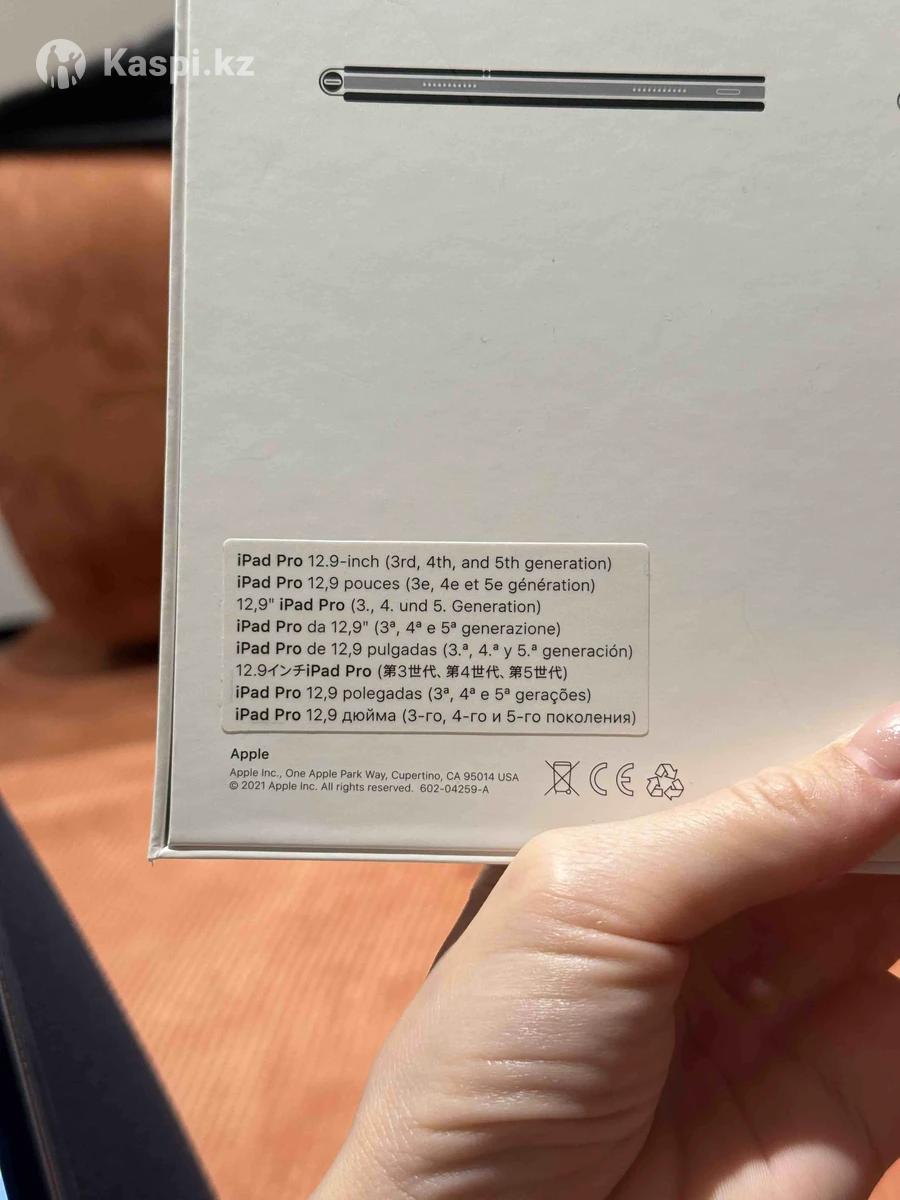 Kaspi.kz
iPad Pro 12.9-inch (3rd, 4th, and 5th generation)
iPad Pro 12,9 pouces (3e, 4e et 5e génération)
12,9" iPad Pro (3., 4. und 5. Generation)
iPad Pro da 12,9" (3ª, 4ª e 5ª generazione)
iPad Pro de 12,9 pulgadas (3.ª, 4.ª y 5.ª generación)
12.9インチiPad Pro (第3世代、第4世代、第5世代)
iPad Pro 12,9 polegadas (3ª, 4ª e 5ª gerações)
iPad Pro 12,9 дюйма (3-го, 4-го и 5-го поколения)
Apple
Apple Inc., One Apple Park Way, Cupertino, CA 95014 USA
© 2021 Apple Inc. All rights reserved. 602-04259-A
CE